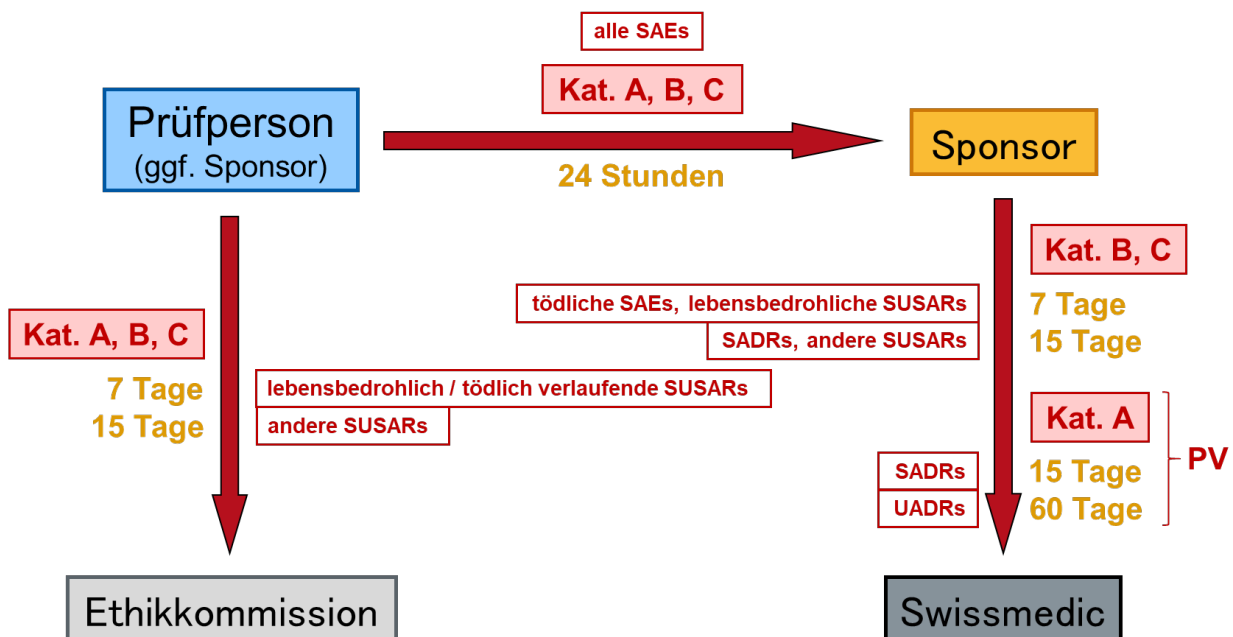 alle SAEs
Kat. A, B, C
Prüfperson
(ggf. Sponsor)
24 Stunden
Sponsor
Kat. B, C
tödliche SAEs, lebensbedrohliche SUSARs
7 Tage
SADRs, andere SUSARs
15 Tage
Kat. A, B, C
7 Tage
lebensbedrohlich / tödlich verlaufende SUSARs
15 Tage
andere SUSARs
Kat. A
PV
SADRs
15 Tage
UADRs
60 Tage
Ethikkommission
Swissmedic